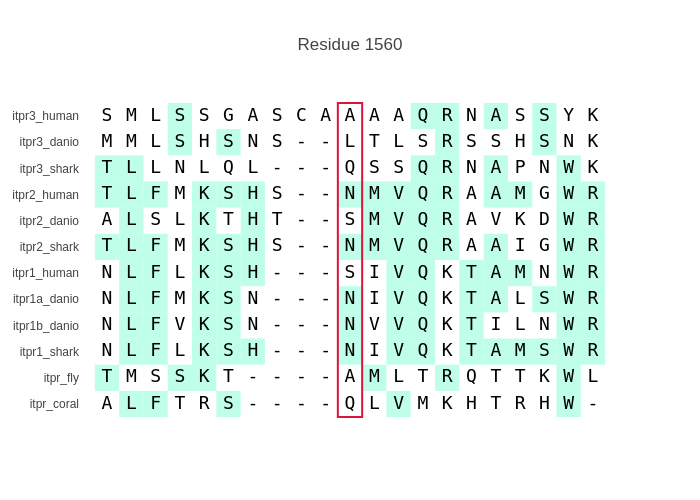 Residue 1560
itpr3_human S M L S S G A S C A A A A Q R N A S S Y K
itpr3_danio M M L S H S N S - - L T L S R S S H S N K
itpr3_shark T L L N L Q L - - - Q S S Q R N A P N W K
itpr2_human T L F M K S H S - - N M V Q R A A M G W R
itpr2_danio A L S L K T H T - - S M V Q R A V K D W R
itpr2_shark T L F M K S H S - - N M V Q R A A I G W R
itpr1_human N L F L K S H - - - S I V Q K T A M N W R
itpr1a_danio N L F M K S N - - - N I V Q K T A L S W R
itpr1b_danio N L F V K S N - - - N V V Q K T I L N W R
itpr1_shark N L F L K S H - - - N I V Q K T A M S W R
itpr_fly T M S S K T - - - - A M L T R Q T T K W L
itpr_coral A L F T R S - - - - Q L V M K H T R H W -